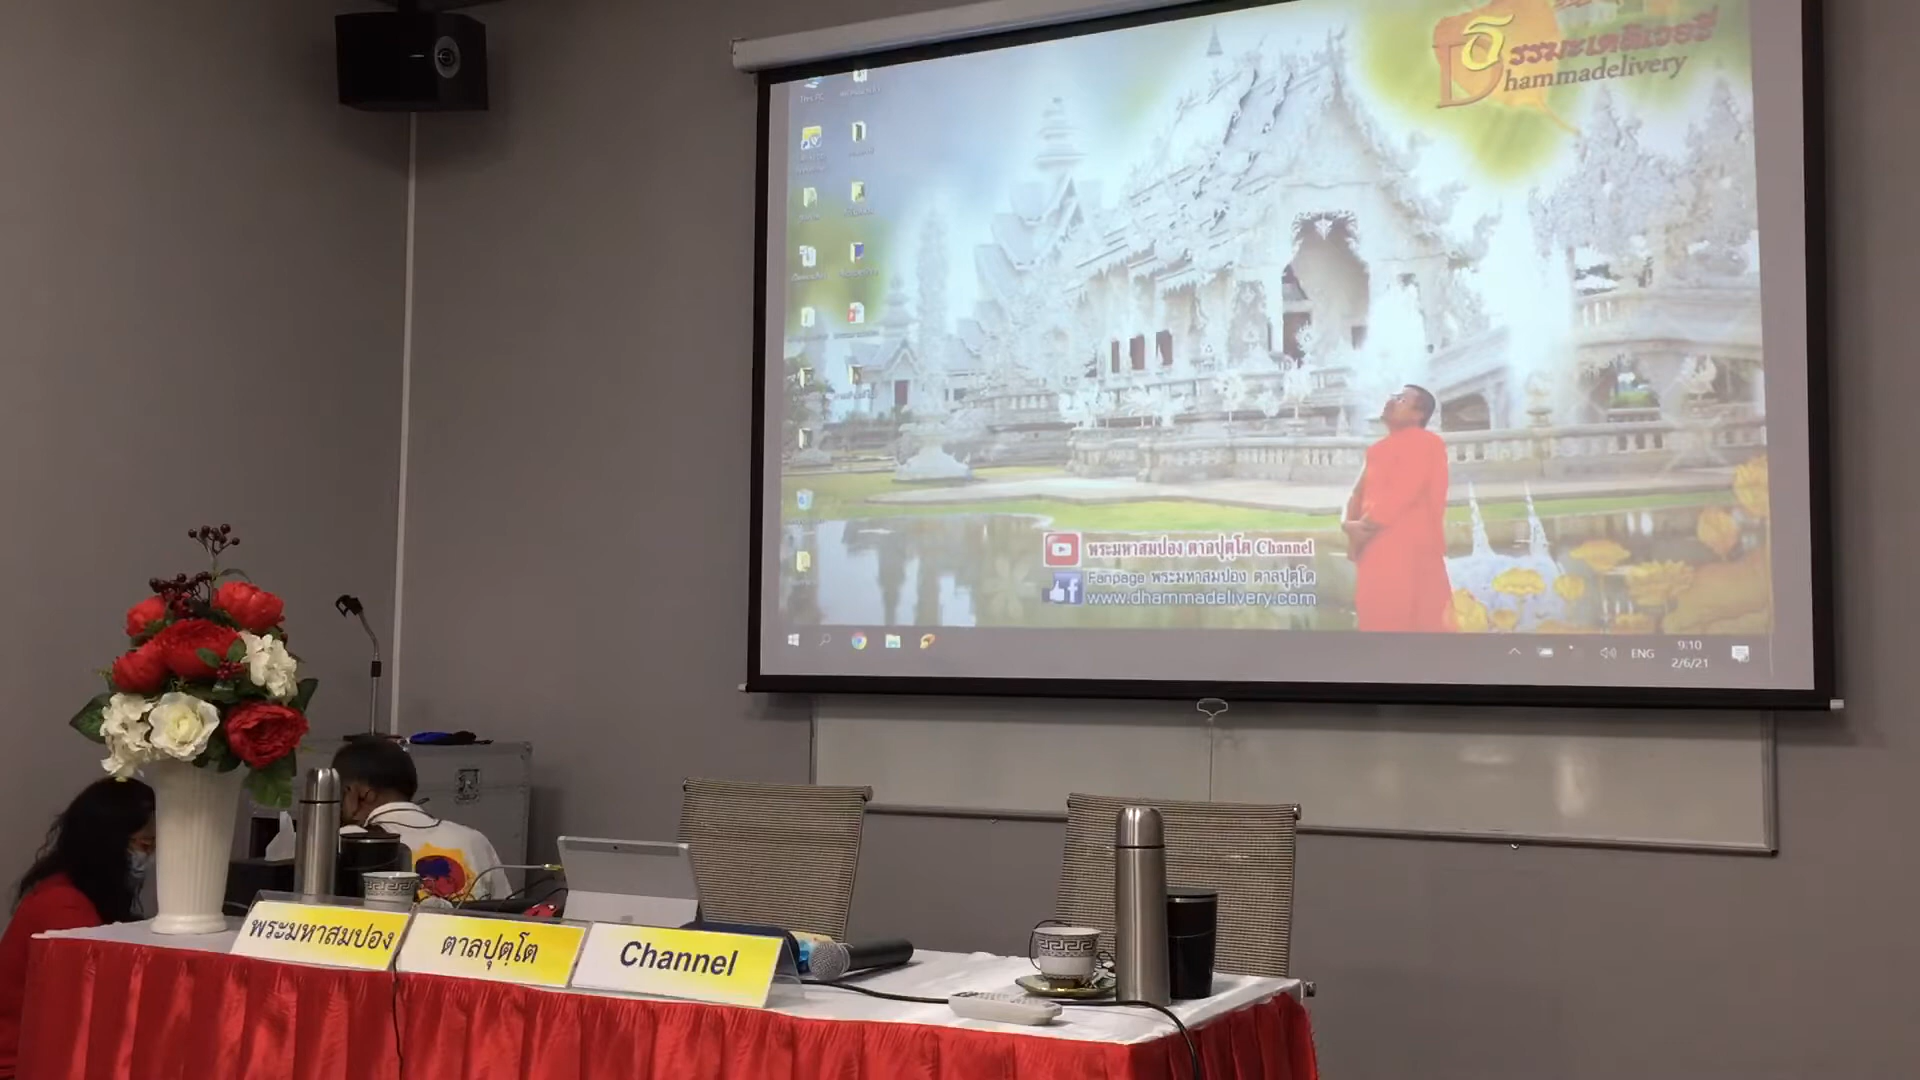 ธรรมะเดลิเวอรี่
Dhammadelivery
This PC
พระมหาสมปอง ตาลปุตฺโต Channel
Fanpage พระมหาสมปอง ตาลปุตฺโต
www.dhammadelivery.com
ENG
9:10
2/6/21
พระมหาสมปอง
ตาลปุตฺโต
Channel